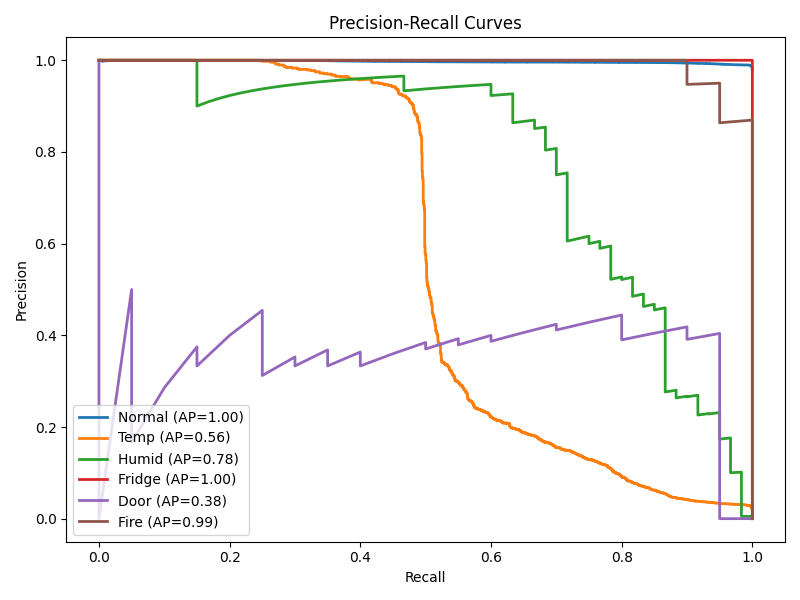 Precision-Recall Curves
Precision
1.0
0.8
0.6
0.4
0.2
0.0
Normal (AP=1.00)
Temp (AP=0.56)
Humid (AP=0.78)
Fridge (AP=1.00)
Door (AP=0.38)
Fire (AP=0.99)
0.0 0.2 0.4 0.6 0.8 1.0
Recall